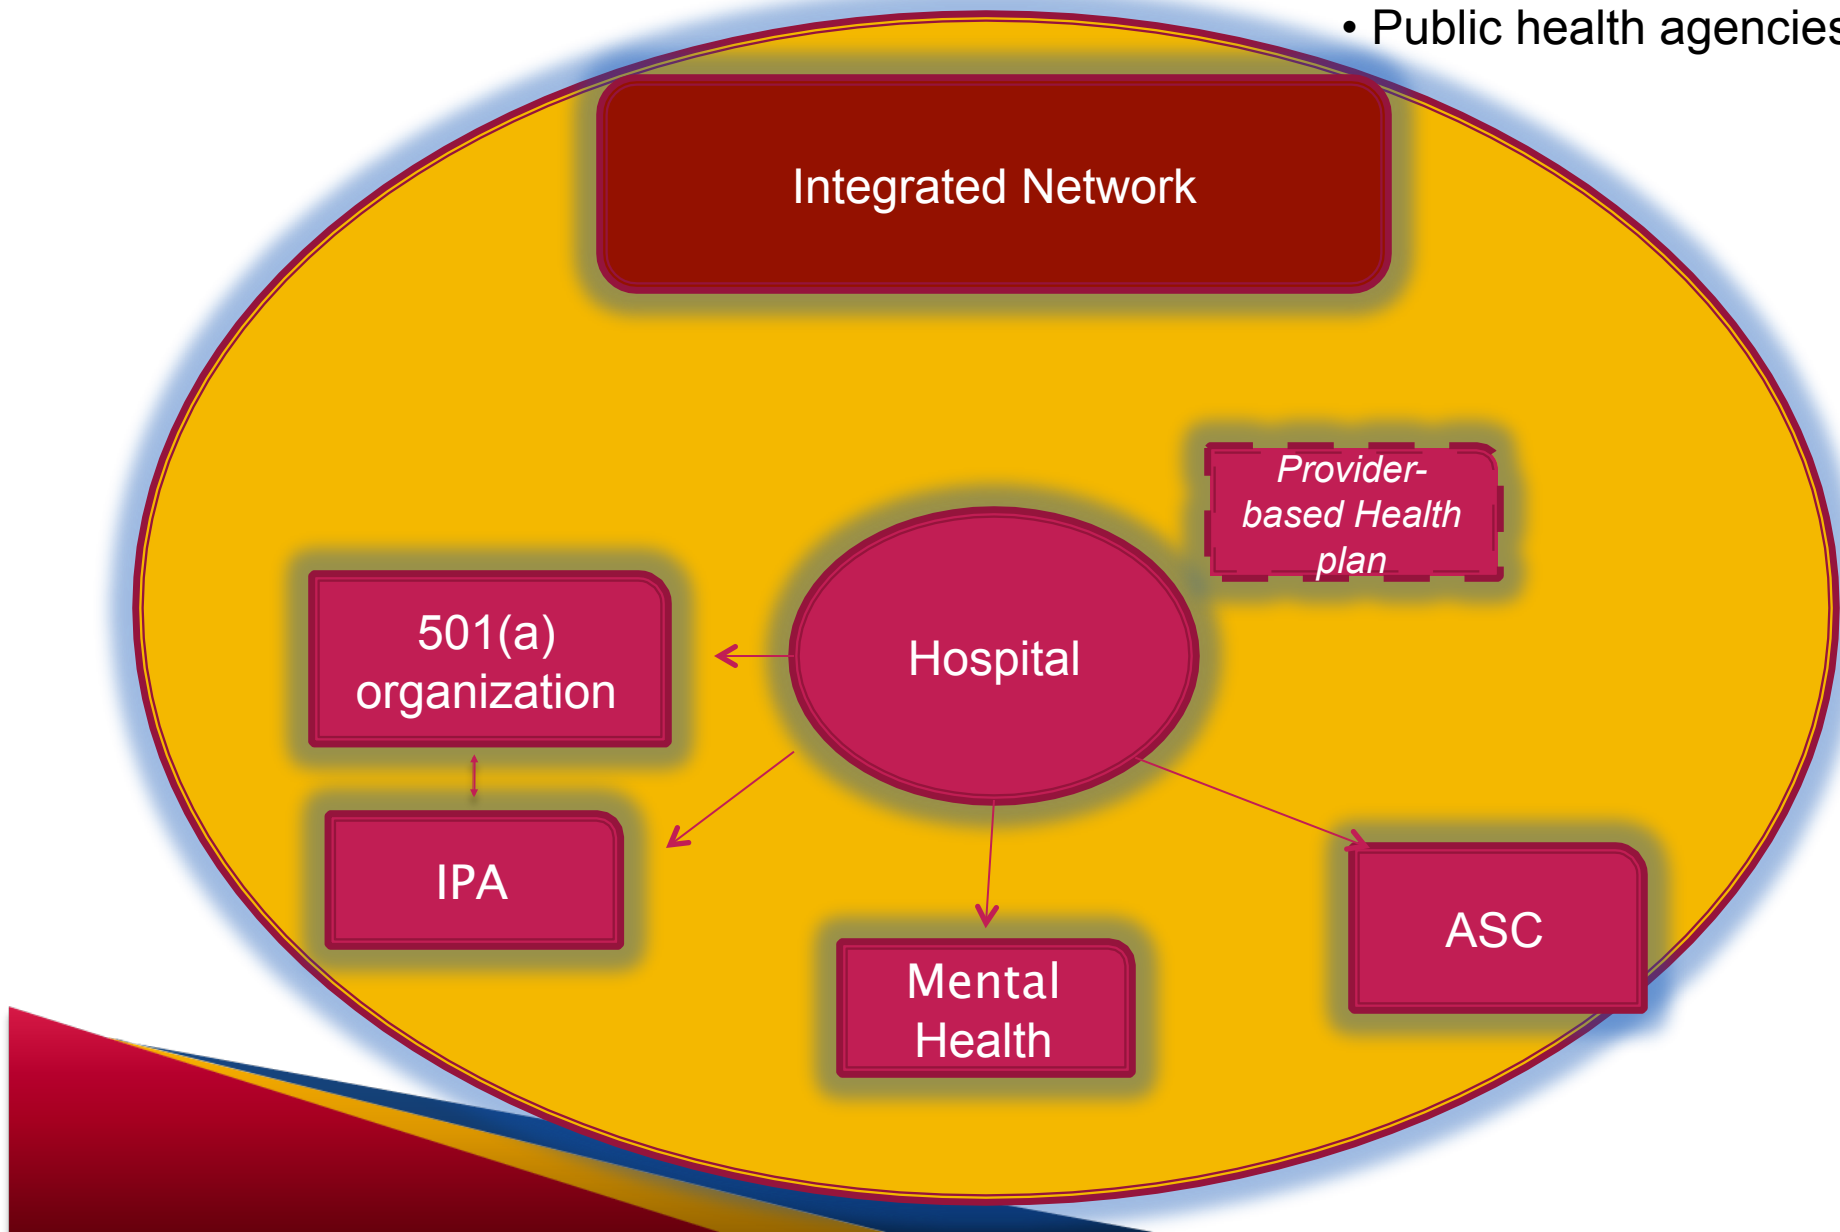 • Public health agencies
Integrated Network
Provider-
based Health
plan
501(a)
organization
Hospital
IPA
ASC
Mental
Health